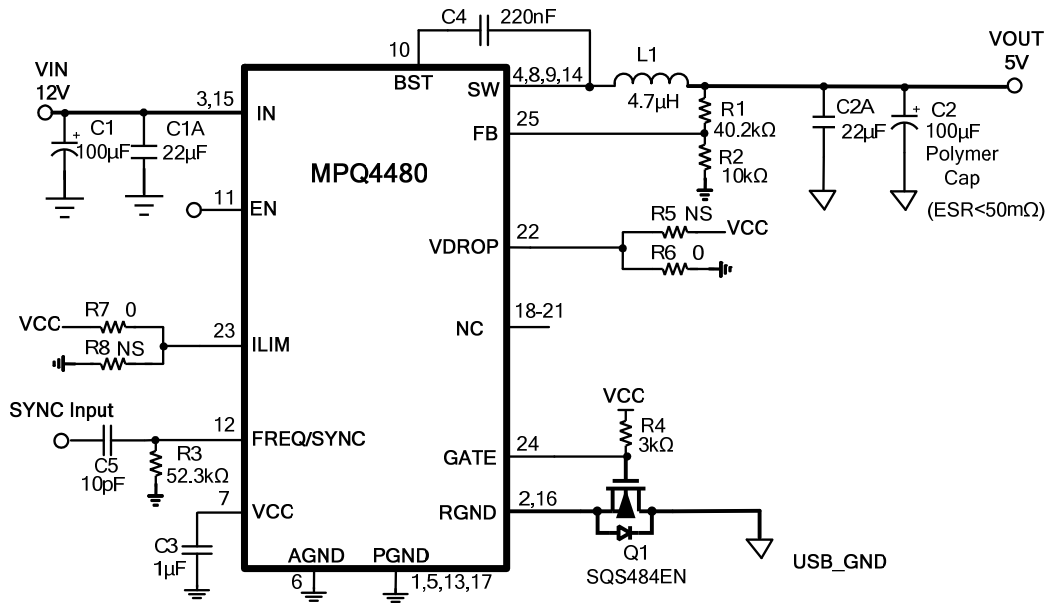 C4 220nF
10
BST
VIN
12V
3,15
IN
C1
+
100µF
C1A
22µF
11
EN
MPQ4480
4,8,9,14
SW
L1
4.7µH
VOUT
5V
25
FB
R1
40.2kΩ
R2
10kΩ
C2A
22µF
+
C2
100µF
Polymer
Cap
(ESR<50mΩ)
22
VDROP
R5 NS
VCC
R6 0
18-21
NC
R7 0
VCC
23
ILIM
R8 NS
SYNC Input
12
FREQ/SYNC
C5
10pF
R3
52.3kΩ
7
VCC
C3
1µF
VCC
R4
3kΩ
24
GATE
2,16
RGND
Q1
SQS484EN
USB_GND
AGND
6
PGND
1,5,13,17